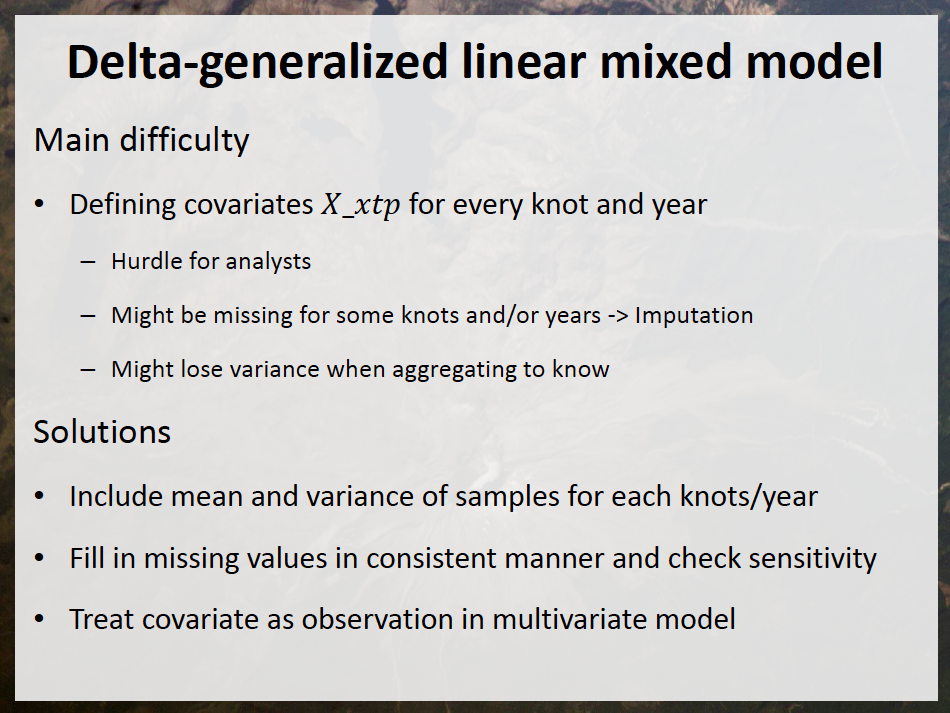 Delta-generalized linear mixed model
Main difficulty
• Defining covariates X_xtp for every knot and year
– Hurdle for analysts
– Might be missing for some knots and/or years -> Imputation
– Might lose variance when aggregating to know
Solutions
• Include mean and variance of samples for each knots/year
• Fill in missing values in consistent manner and check sensitivity
• Treat covariate as observation in multivariate model